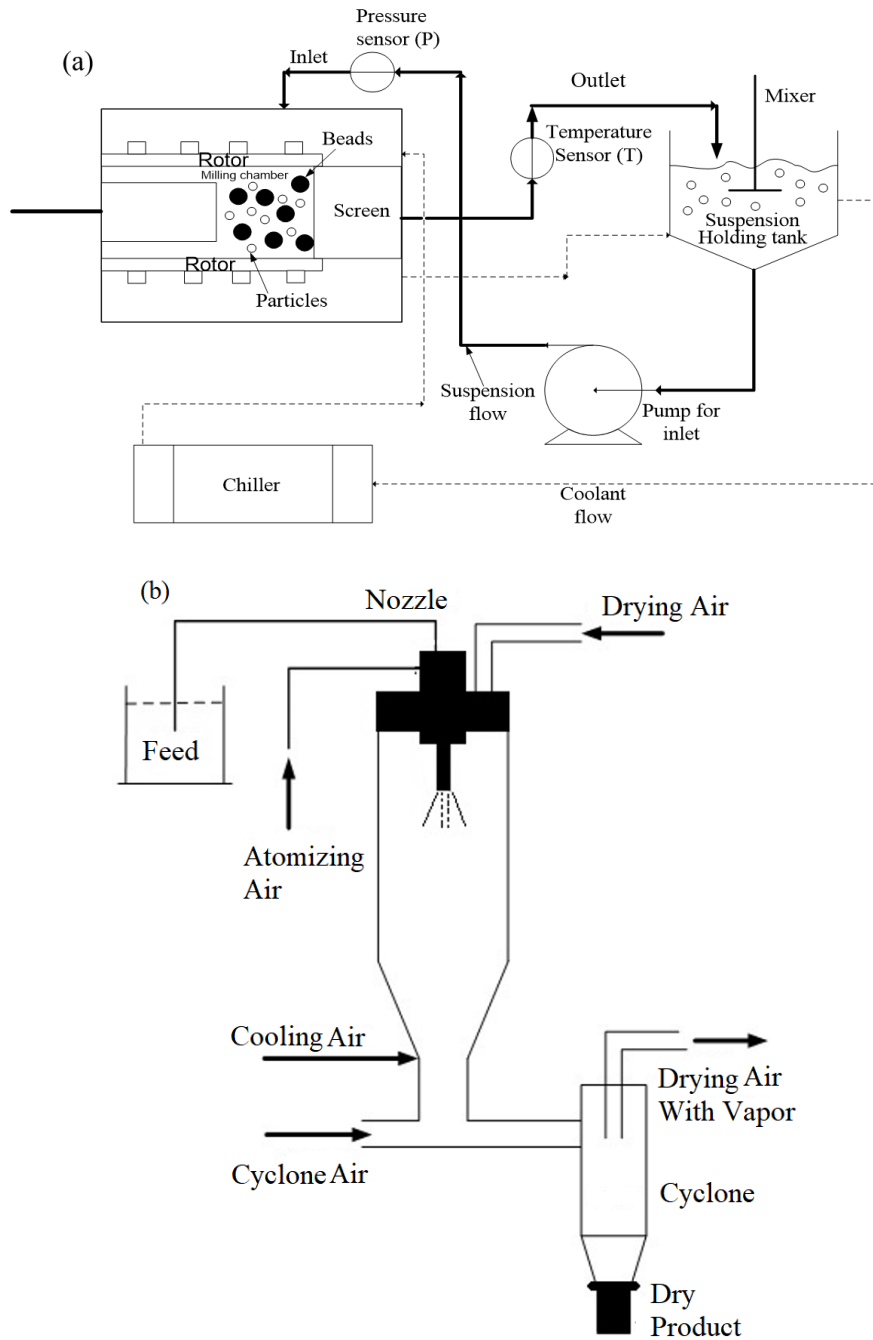 (a)
Pressure
sensor (P)
Inlet
Outlet
Mixer
Beads
Temperature
Sensor (T)
Rotor
Milling chamber
Screen
Suspension
Holding tank
Rotor
Particles
Suspension
flow
Pump for
inlet
Chiller
Coolant
flow
(b)
Nozzle
Drying Air
Feed
Atomizing
Air
Cooling Air
Drying Air
With Vapor
Cyclone Air
Cyclone
Dry
Product